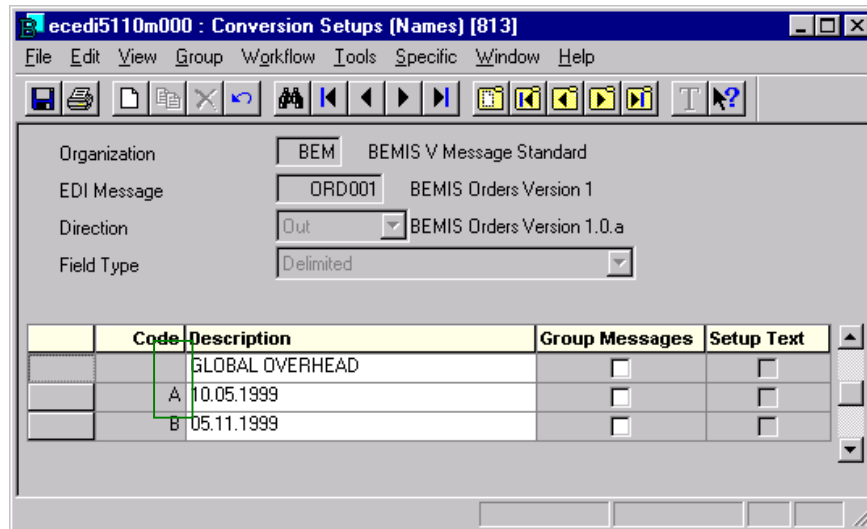 ecedi5110m000 : Conversion Setups (Names) [813]
File Edit View Group Workflow Tools Specific Window Help
Organization BEM BEMIS V Message Standard
EDI Message ORD001 BEMIS Orders Version 1
Direction Out BEMIS Orders Version 1.0.a
Field Type Delimited
Code Description Group Messages Setup Text
GLOBAL OVERHEAD
A 10.05.1999
B 05.11.1999